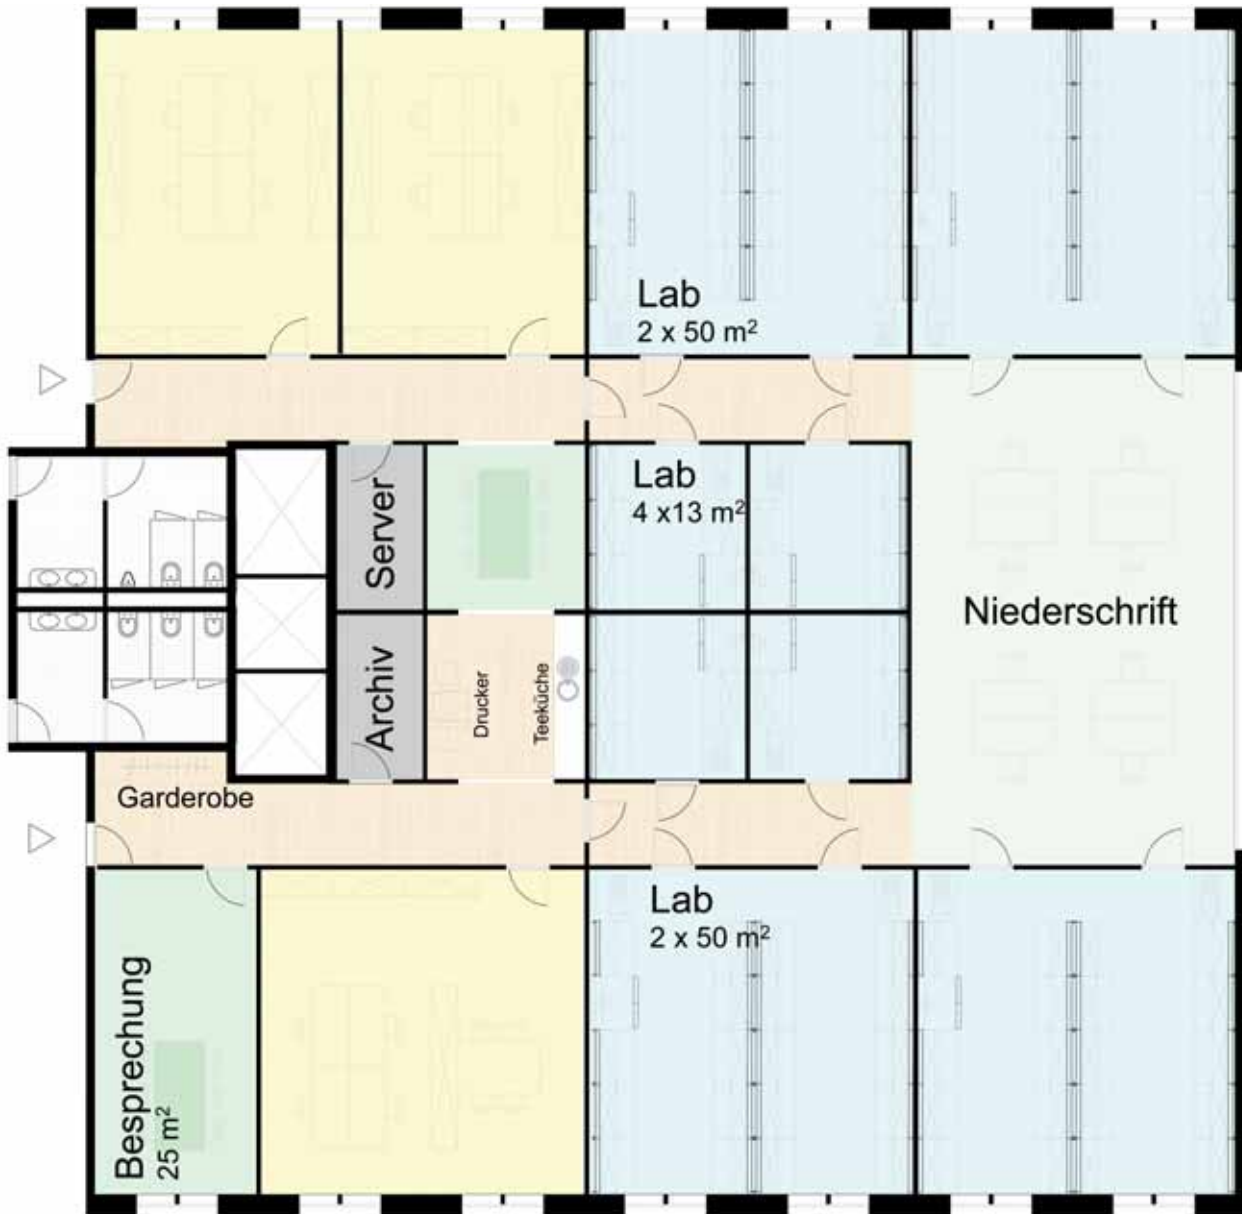 Lab
2 x 50 m²
Server
Lab
4 x13 m²
Niederschrift
Archiv
Drucker
Teeküche
Garderobe
Besprechung
25 m²
Lab
2 x 50 m²